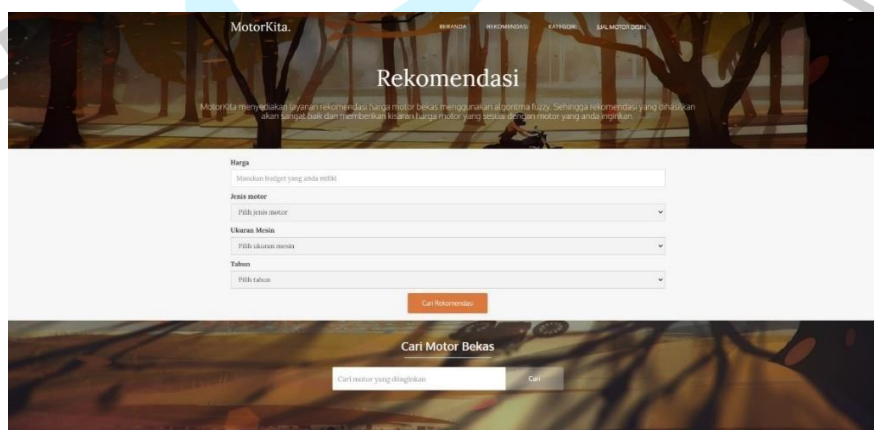 MotorKita.
BERANDA REKOMENDASI KATEGORI JUAL MOTOR DISINI
Rekomendasi
MotorKita menyediakan layanan rekomendasi harga motor bekas menggunakan algoritma fuzzy. Sehingga rekomendasi yang dihasilkan
akan sangat baik dan memberikan kisaran harga motor yang sesuai dengan motor yang anda inginkan.
Harga
Masukan budget yang anda miliki
Jenis motor
Pilih jenis motor
Ukuran Mesin
Pilih ukuran mesin
Tahun
Pilih tahun
Cari Rekomendasi
Cari Motor Bekas
Cari motor yang diinginkan
Cari